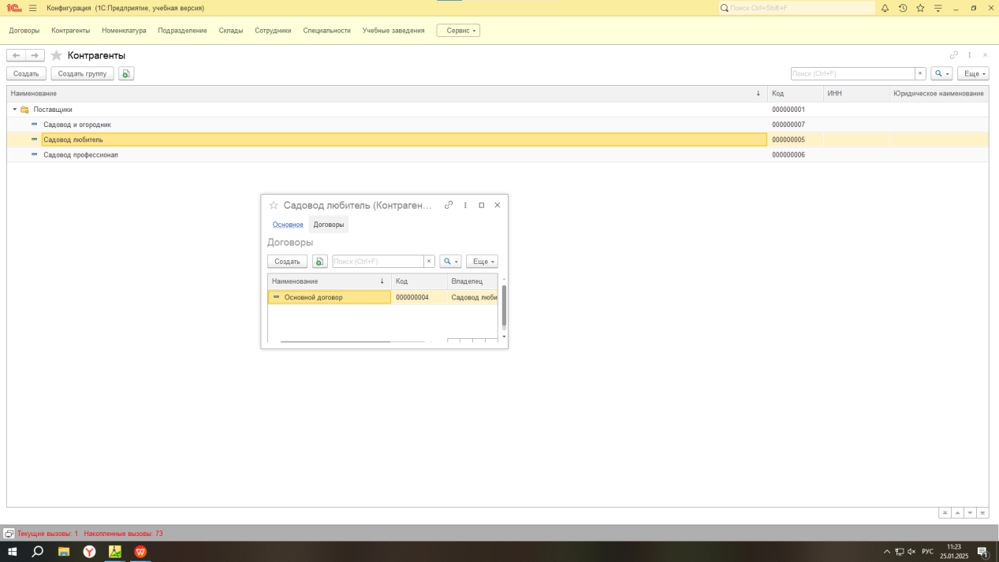 Конфигурация (1С:Предприятие, учебная версия)
Поиск Ctrl+Shift+F
Договоры Контрагенты Номенклатура Подразделение Склады Сотрудники Специальности Учебные заведения Сервис
Контрагенты
Создать Создать группу Поиск (Ctrl+F) × Еще
Наименование ↓ Код ИНН Юридическое наименование
Поставщики 000000001
Садовод и огородник 000000007
Садовод любитель 000000005
Садовод профессионал 000000006
Садовод любитель (Контраген...
Основное Договоры
Договоры
Создать Поиск (Ctrl+F) × Еще
Наименование ↓ Код Владелец
Основной договор 000000004 Садовод люби
Текущие вызовы: 1 Накопленные вызовы: 73
РУС
11:23
25.01.2025
1